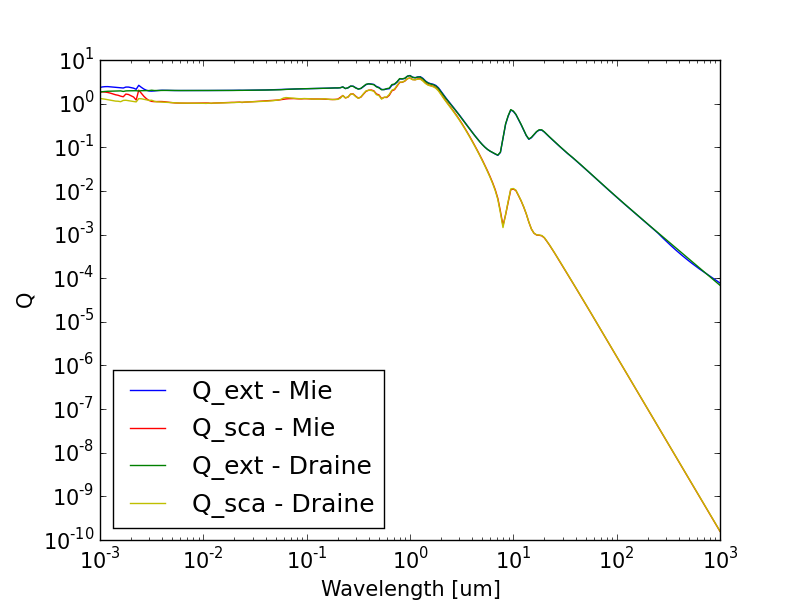 10^1
10^0
10^-1
10^-2
10^-3
10^-4
10^-5
10^-6
10^-7
10^-8
10^-9
10^-10
Q
Q_ext - Mie
Q_sca - Mie
Q_ext - Draine
Q_sca - Draine
10^-3 10^-2 10^-1 10^0 10^1 10^2 10^3
Wavelength [um]